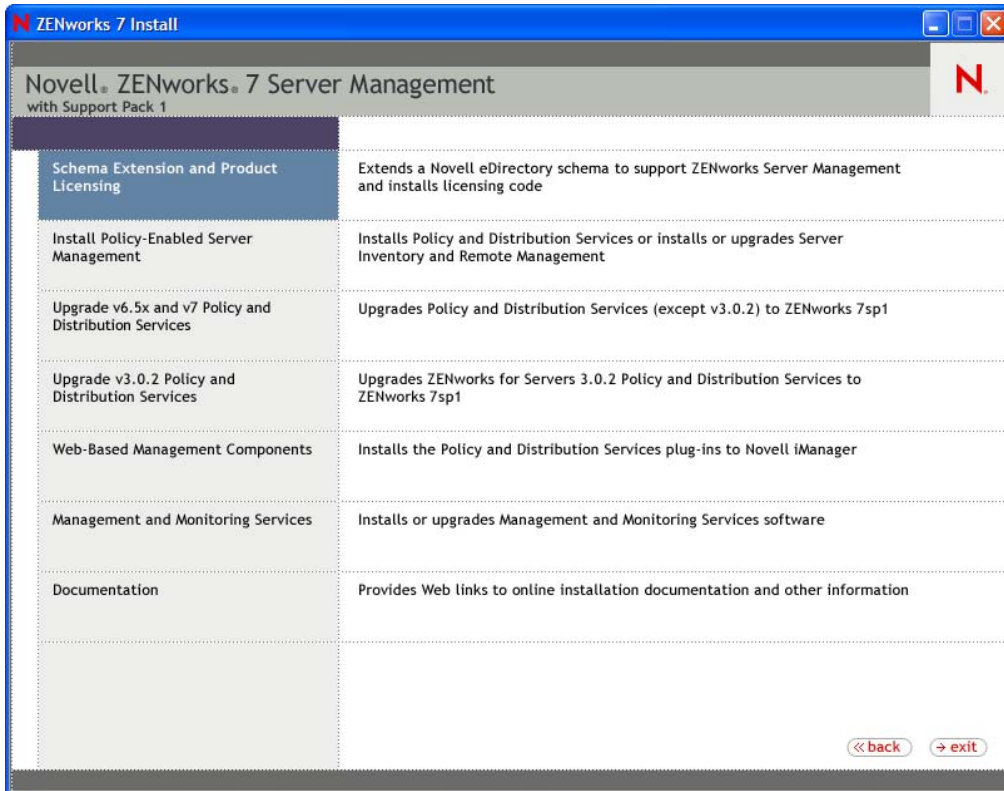 ZENworks 7 Install
Novell® ZENworks® 7 Server Management
with Support Pack 1
N
Schema Extension and Product
Licensing
Extends a Novell eDirectory schema to support ZENworks Server Management
and installs licensing code
Install Policy-Enabled Server
Management
Installs Policy and Distribution Services or installs or upgrades Server
Inventory and Remote Management
Upgrade v6.5x and v7 Policy and
Distribution Services
Upgrades Policy and Distribution Services (except v3.0.2) to ZENworks 7sp1
Upgrade v3.0.2 Policy and
Distribution Services
Upgrades ZENworks for Servers 3.0.2 Policy and Distribution Services to
ZENworks 7sp1
Web-Based Management Components
Installs the Policy and Distribution Services plug-ins to Novell iManager
Management and Monitoring Services
Installs or upgrades Management and Monitoring Services software
Documentation
Provides Web links to online installation documentation and other information
« back
→ exit